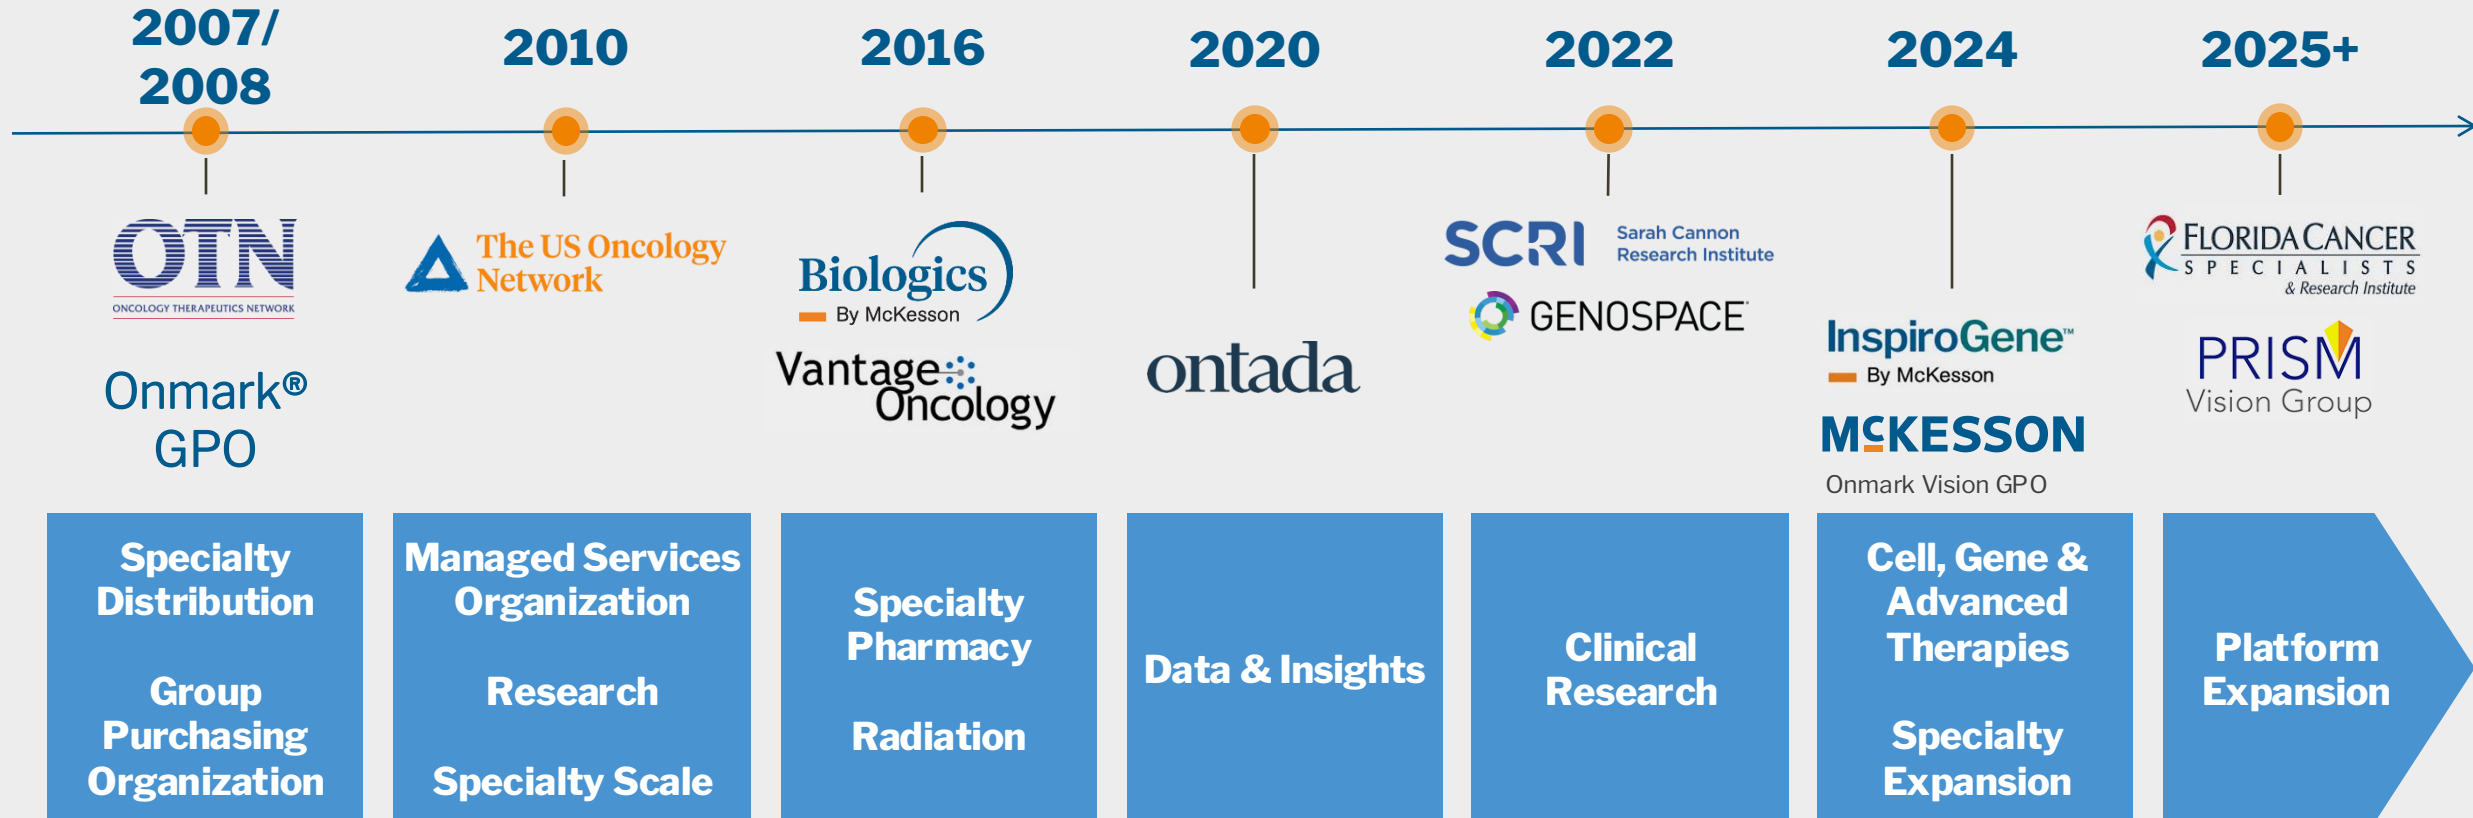 2007/
2008
2010
2016
2020
2022
2024
2025+
OTN
ONCOLOGY THERAPEUTICS NETWORK
Onmark®
GPO
The US Oncology
Network
Biologics
By McKesson
Vantage
Oncology
ontada
SCRI
Sarah Cannon
Research Institute
GENOSPACE
InspiroGene™
By McKesson
McKESSON
Onmark Vision GPO
FLORIDA CANCER
SPECIALISTS
& Research Institute
PRISM
Vision Group
Specialty
Distribution
Group
Purchasing
Organization
Managed Services
Organization
Research
Specialty Scale
Specialty
Pharmacy
Radiation
Data & Insights
Clinical
Research
Cell, Gene &
Advanced
Therapies
Specialty
Expansion
Platform
Expansion